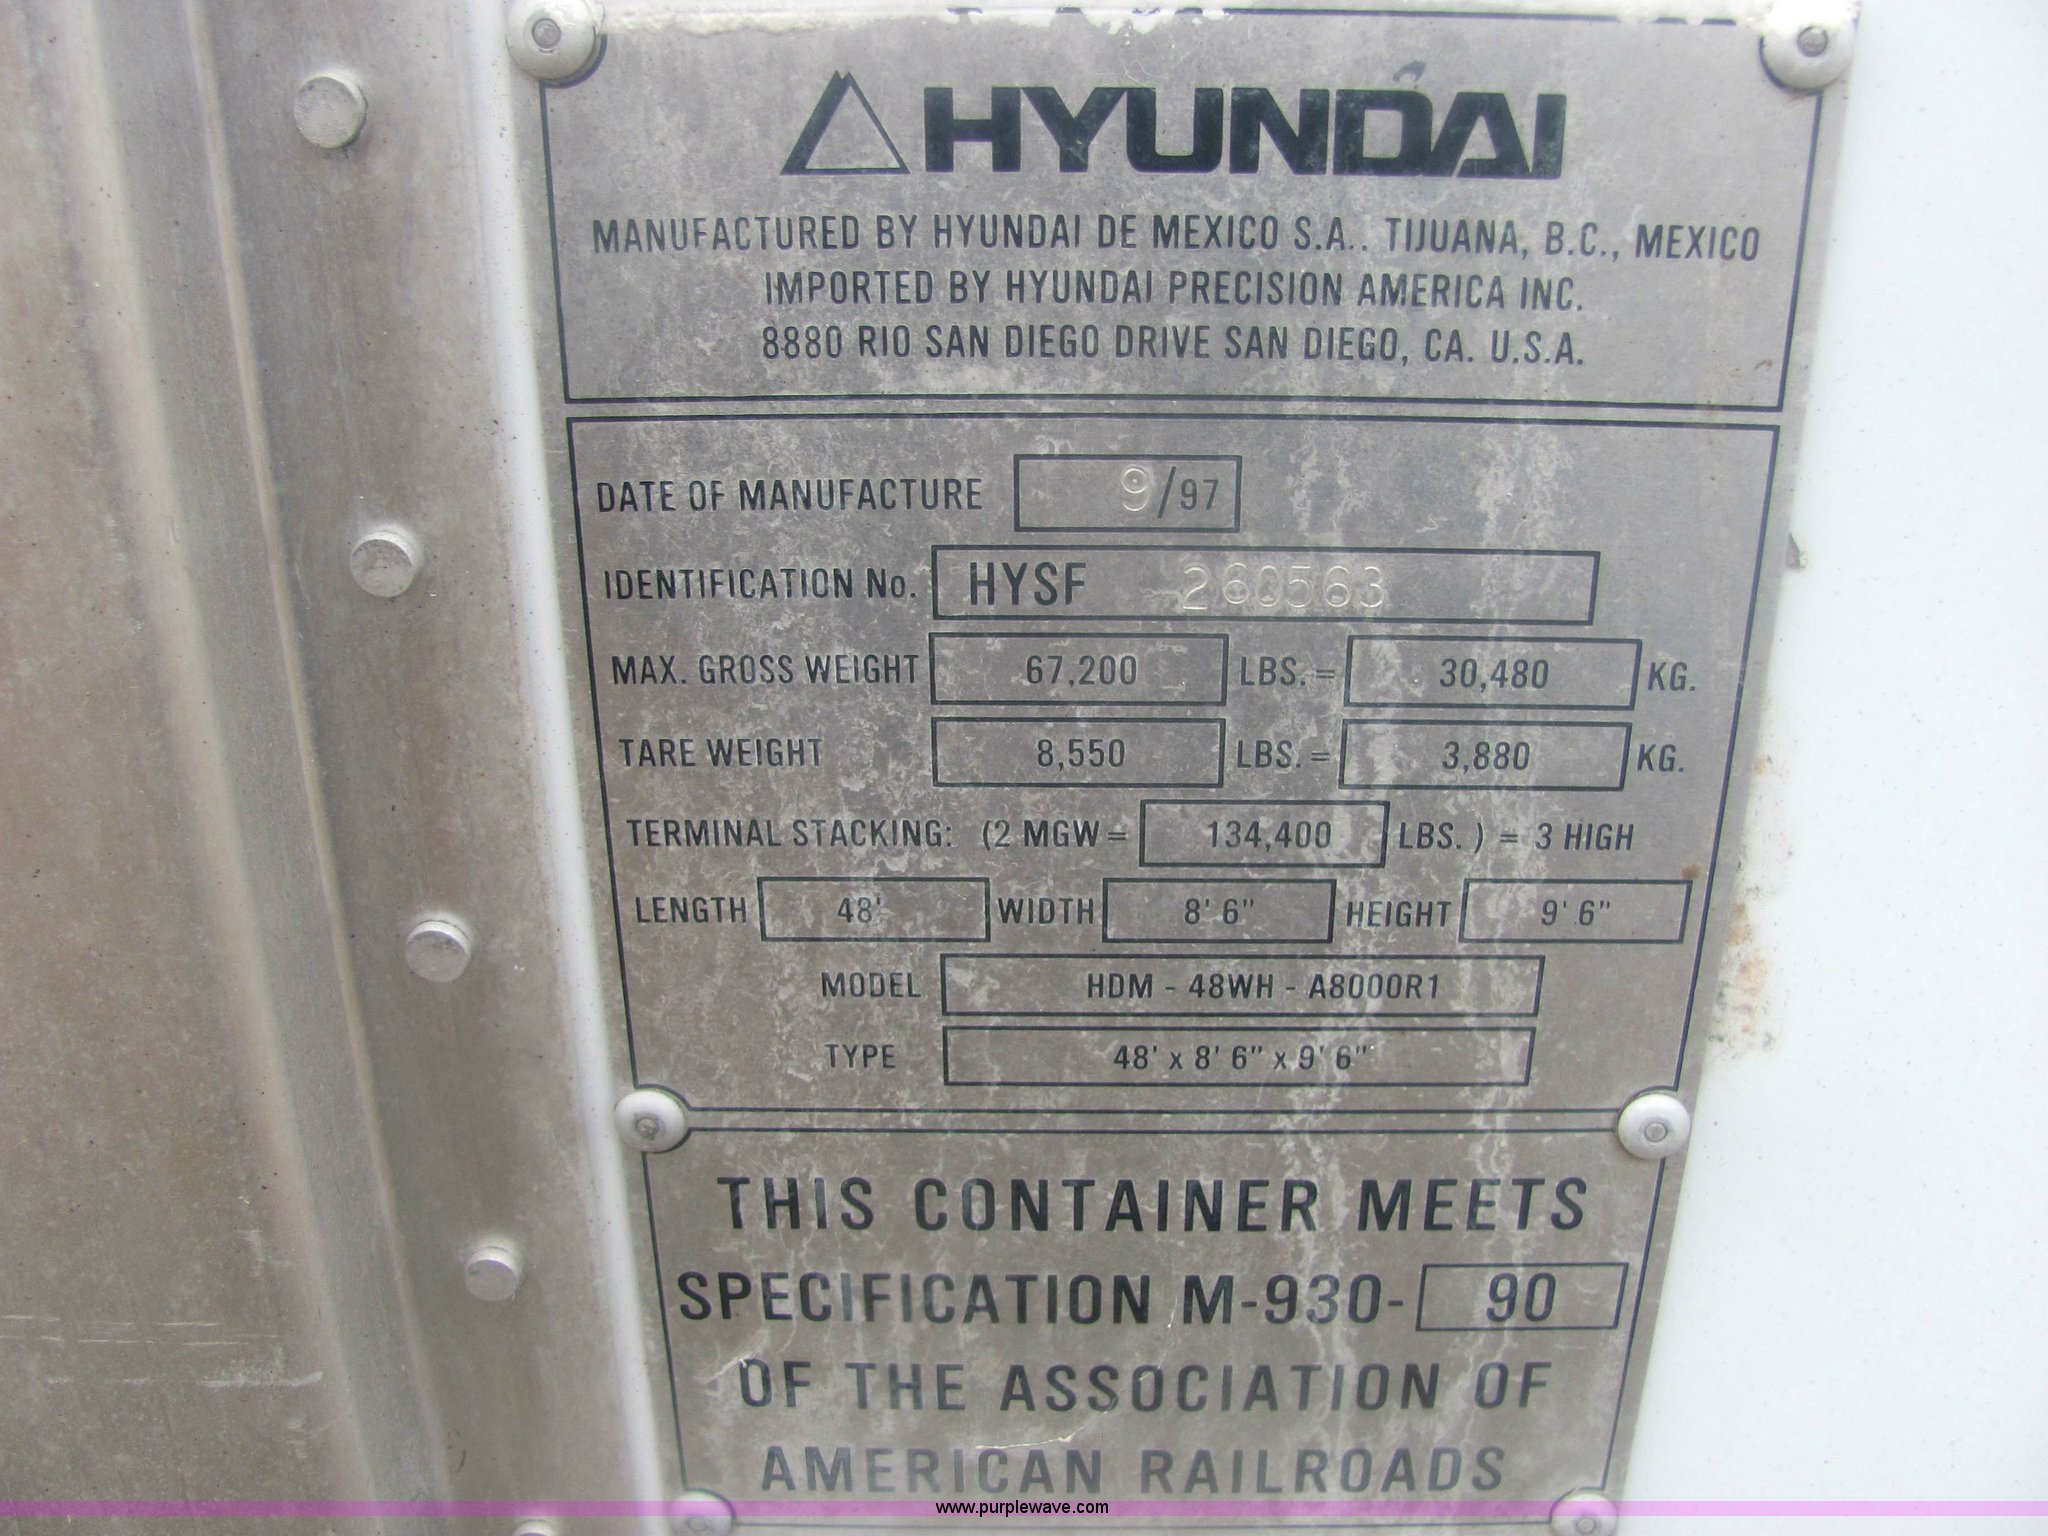 HYUNDAI
MANUFACTURED BY HYUNDAI DE MEXICO S.A.. TIJUANA, B.C., MEXICO
IMPORTED BY HYUNDAI PRECISION AMERICA INC.
8880 RIO SAN DIEGO DRIVE SAN DIEGO, CA. U.S.A.
DATE OF MANUFACTURE 9/97
IDENTIFICATION No. HYSF 260563
MAX. GROSS WEIGHT 67,200 LBS. = 30,480 KG.
TARE WEIGHT 8,550 LBS. = 3,880 KG.
TERMINAL STACKING: (2 MGW = 134,400 LBS. ) = 3 HIGH
LENGTH 48' WIDTH 8' 6" HEIGHT 9' 6"
MODEL HDM - 48WH - A8000R1
TYPE 48' x 8' 6" x 9' 6"
THIS CONTAINER MEETS
SPECIFICATION M-930- 90
OF THE ASSOCIATION OF
AMERICAN RAILROADS
www.purplewave.com